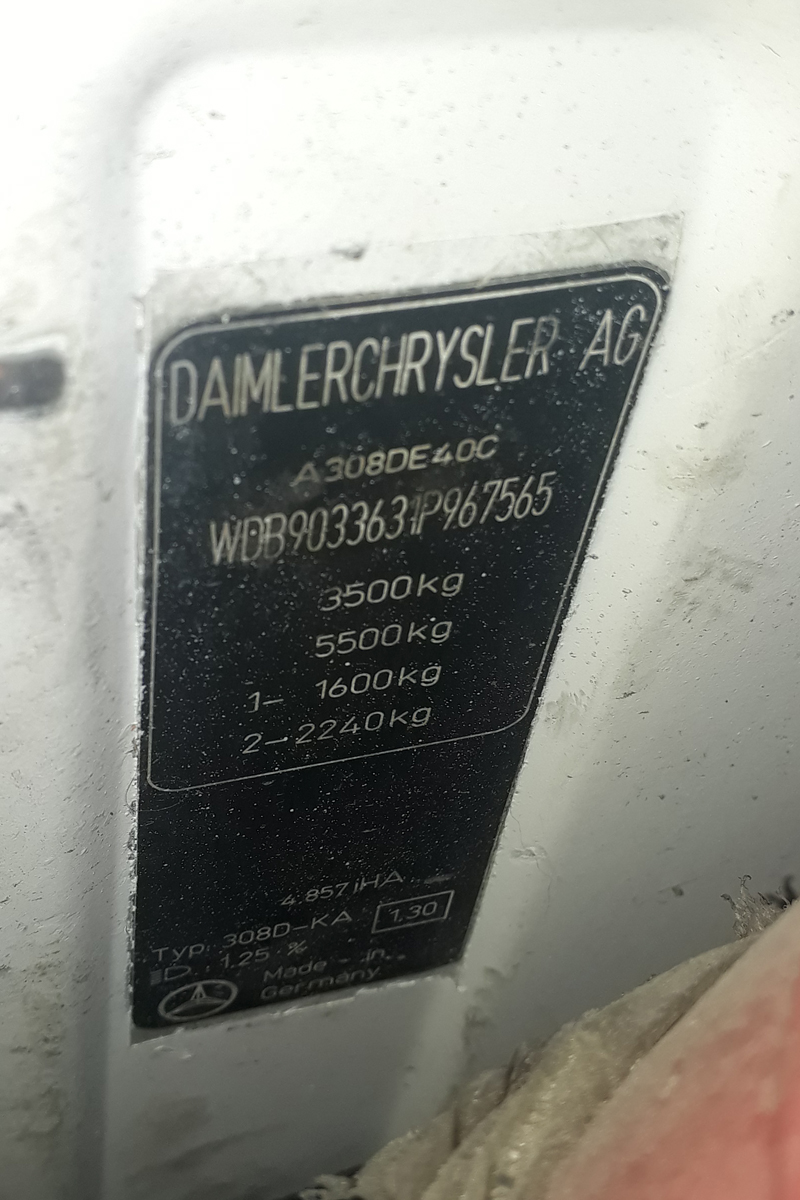 DAIMLERCHRYSLER AG
A308DE40C
WDB9033631P967565
3500kg
5500kg
1- 1600kg
2- 2240kg
4.857iHA
Typ: 308D-KA 1.30
ID.: 1.25 %
Made - in
Germany